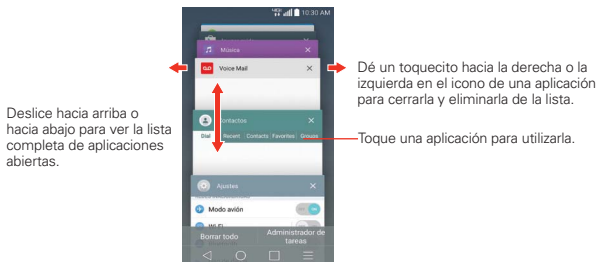 4G
10:30 AM
Música
Voice Mail
Contactos
Dial Recent Contacts Favorites Groups
Ajustes
Modo avión
Wi-Fi
Borrar todo
Administrador de
tareas
Deslice hacia arriba o
hacia abajo para ver la lista
completa de aplicaciones
abiertas.
Dé un toquecito hacia la derecha o la
izquierda en el icono de una aplicación
para cerrarla y eliminarla de la lista.
Toque una aplicación para utilizarla.